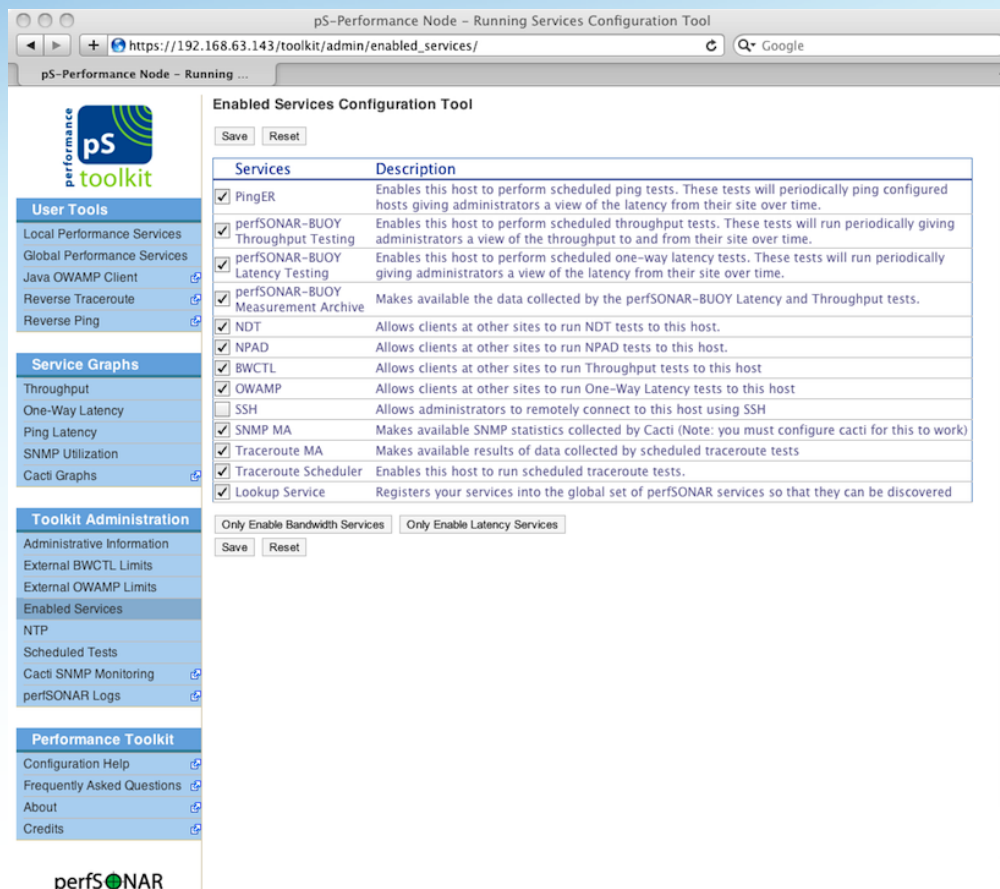 pS-Performance Node – Running Services Configuration Tool
https://192.168.63.143/toolkit/admin/enabled_services/
Google
pS-Performance Node – Running ...
performance
pS
toolkit
User Tools
Local Performance Services
Global Performance Services
Java OWAMP Client
Reverse Traceroute
Reverse Ping
Service Graphs
Throughput
One-Way Latency
Ping Latency
SNMP Utilization
Cacti Graphs
Toolkit Administration
Administrative Information
External BWCTL Limits
External OWAMP Limits
Enabled Services
NTP
Scheduled Tests
Cacti SNMP Monitoring
perfSONAR Logs
Performance Toolkit
Configuration Help
Frequently Asked Questions
About
Credits
perfSONAR
Enabled Services Configuration Tool
Save Reset
Services Description
PingER Enables this host to perform scheduled ping tests. These tests will periodically ping configured
hosts giving administrators a view of the latency from their site over time.
perfSONAR-BUOY Enables this host to perform scheduled throughput tests. These tests will run periodically giving
Throughput Testing administrators a view of the throughput to and from their site over time.
perfSONAR-BUOY Enables this host to perform scheduled one-way latency tests. These tests will run periodically
Latency Testing giving administrators a view of the latency from their site over time.
perfSONAR-BUOY
Measurement Archive Makes available the data collected by the perfSONAR-BUOY Latency and Throughput tests.
NDT Allows clients at other sites to run NDT tests to this host.
NPAD Allows clients at other sites to run NPAD tests to this host.
BWCTL Allows clients at other sites to run Throughput tests to this host
OWAMP Allows clients at other sites to run One-Way Latency tests to this host
SSH Allows administrators to remotely connect to this host using SSH
SNMP MA Makes available SNMP statistics collected by Cacti (Note: you must configure cacti for this to work)
Traceroute MA Makes available results of data collected by scheduled traceroute tests
Traceroute Scheduler Enables this host to run scheduled traceroute tests.
Lookup Service Registers your services into the global set of perfSONAR services so that they can be discovered
Only Enable Bandwidth Services Only Enable Latency Services
Save Reset